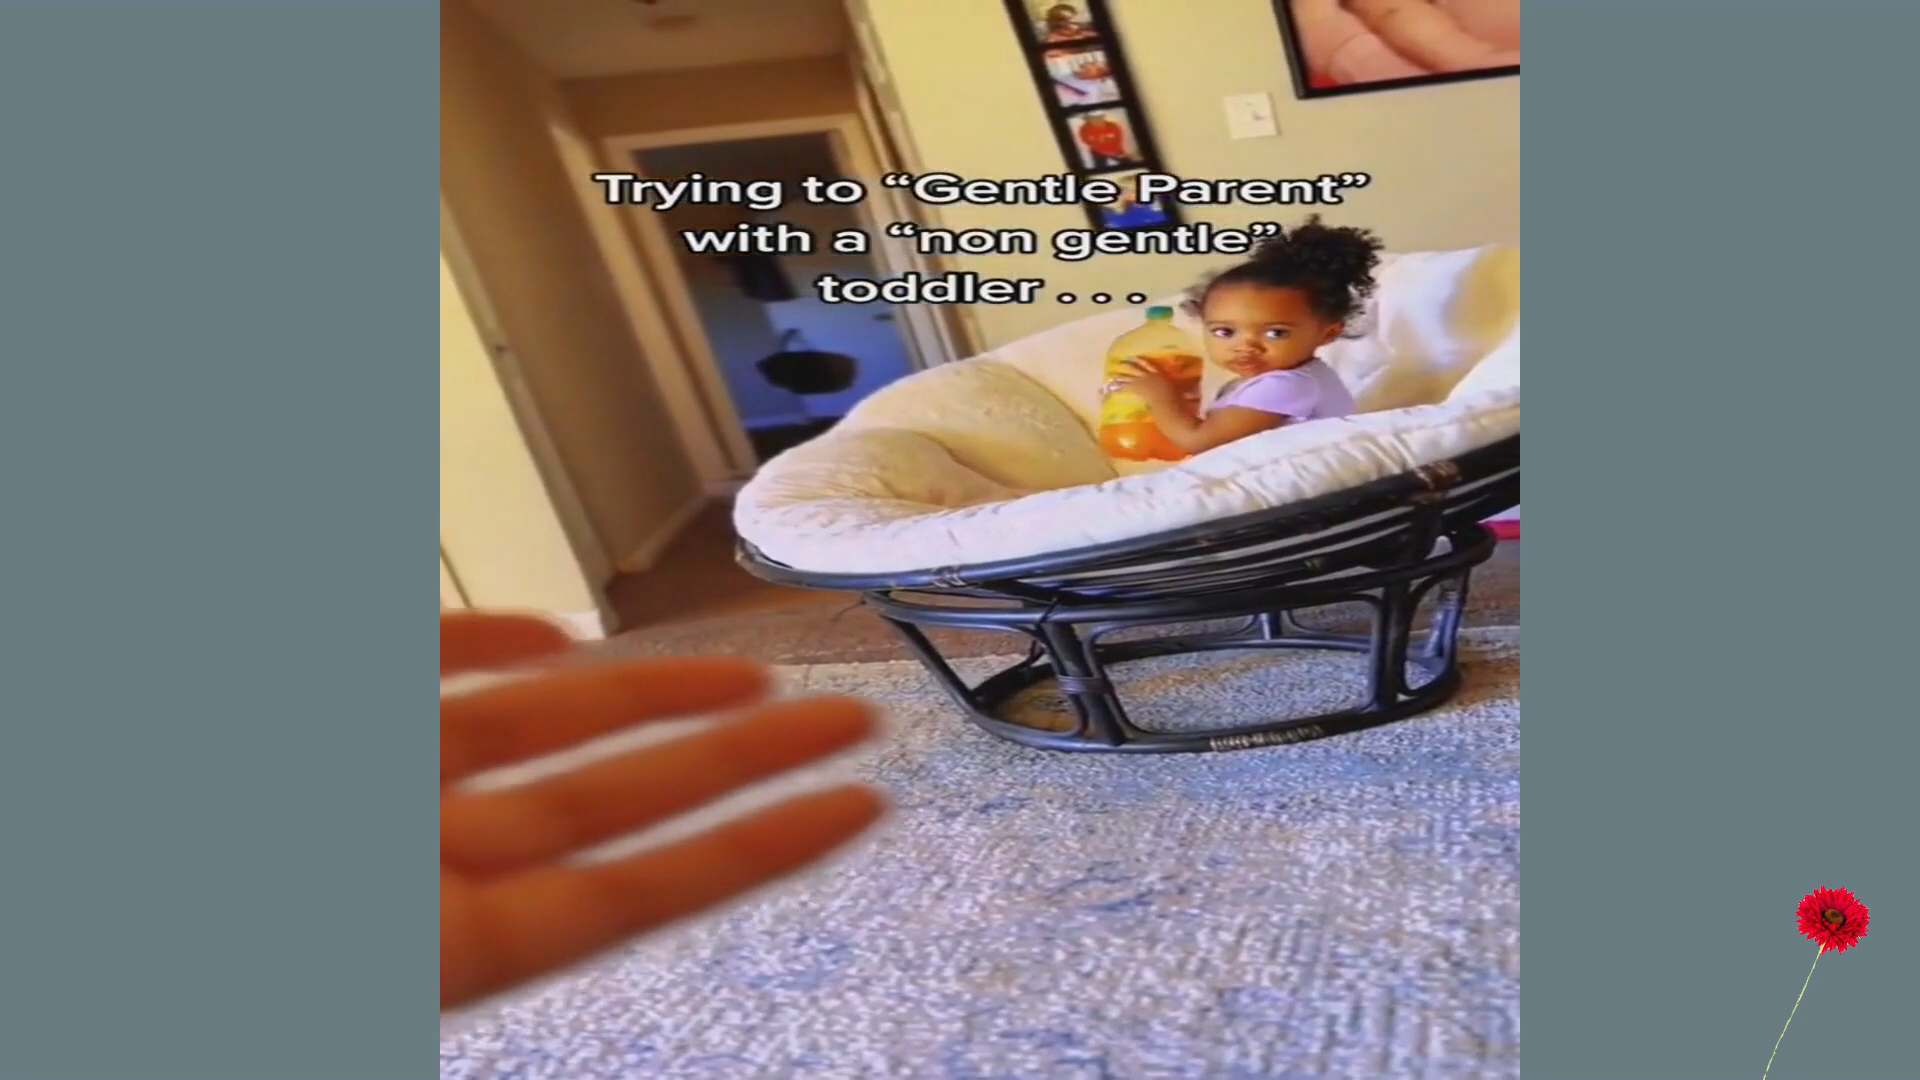 Trying to “Gentle Parent”
with a “non gentle”
toddler . . .